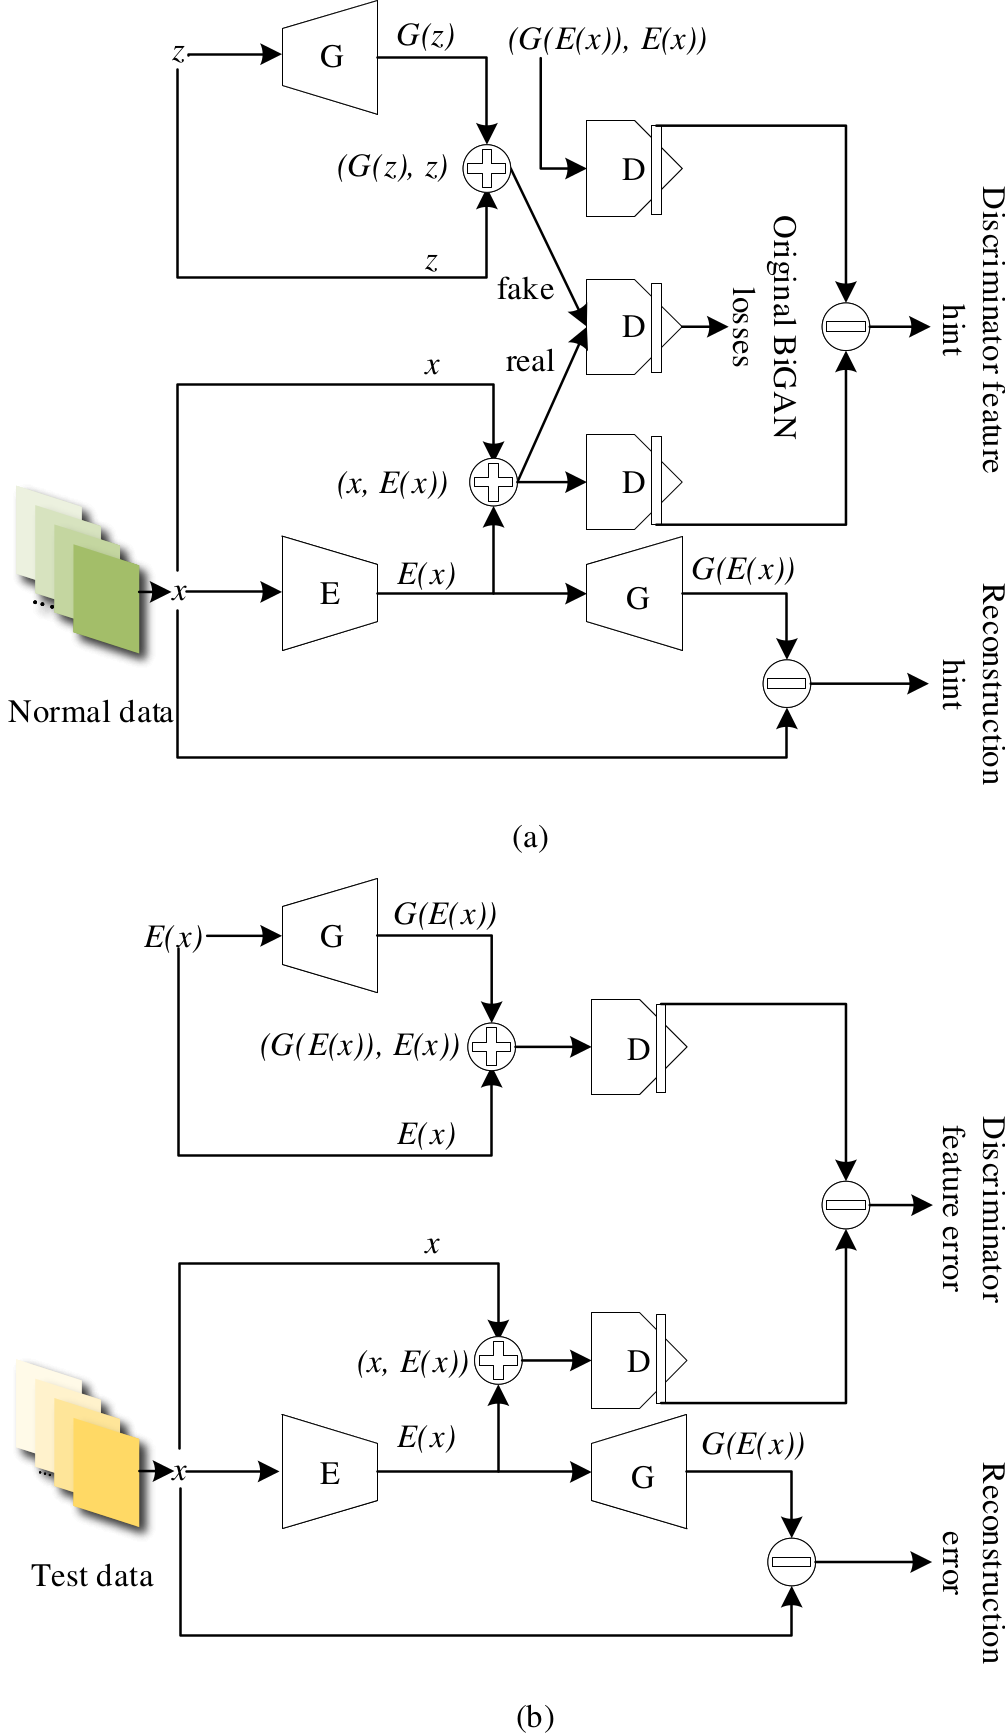 z
G
G(z)
(G(E(x)), E(x))
(G(z), z)
D
z
fake
D
Original BiGAN
losses
Discriminator feature
hint
real
x
(x, E(x))
D
x
E
E(x)
G
G(E(x))
Reconstruction
hint
...
Normal data
(a)
E(x)
G
G(E(x))
(G(E(x)), E(x))
D
E(x)
Discriminator
feature error
x
(x, E(x))
D
x
E
E(x)
G
G(E(x))
Reconstruction
error
...
Test data
(b)